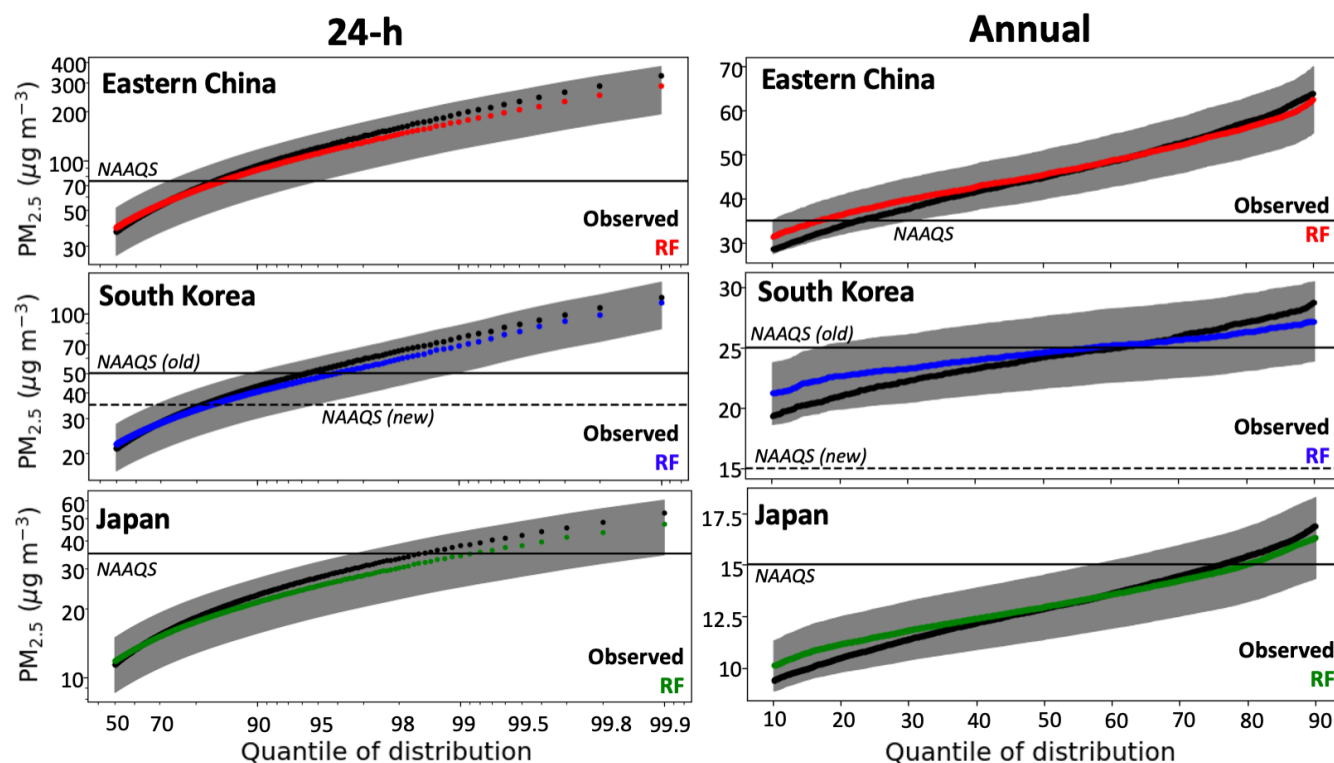 24-h
Annual
Eastern China
400
300
200
100
70
50
30
PM2.5 (μg m−3)
NAAQS
Observed
RF
Eastern China
70
60
50
40
30
NAAQS
Observed
RF
South Korea
100
70
50
40
30
20
PM2.5 (μg m−3)
NAAQS (old)
NAAQS (new)
Observed
RF
South Korea
30
25
20
15
NAAQS (old)
NAAQS (new)
Observed
RF
Japan
60
50
40
30
20
10
PM2.5 (μg m−3)
NAAQS
Observed
RF
50 70 90 95 98 99 99.5 99.8 99.9
Quantile of distribution
Japan
17.5
15
12.5
10
NAAQS
Observed
RF
10 20 30 40 50 60 70 80 90
Quantile of distribution